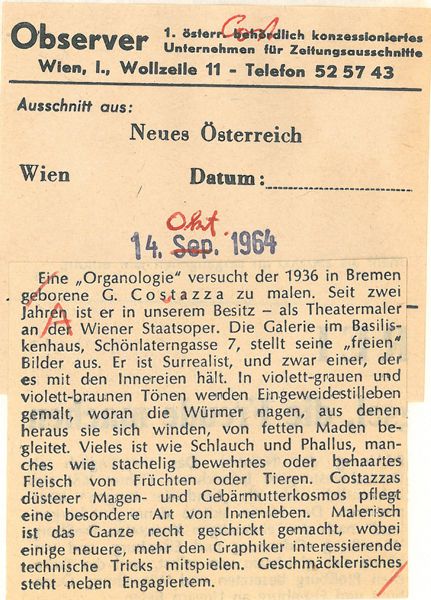 Observer 1. österr. behördlich konzessioniertes
Unternehmen für Zeitungsausschnitte
Wien, I., Wollzeile 11 – Telefon 52 57 43
Ausschnitt aus:
Neues Österreich
Wien Datum:
Okt.
14. Sep. 1964
Eine „Organologie" versucht der 1936 in Bremen
geborene G. Costazza zu malen. Seit zwei
Jahren ist er in unserem Besitz – als Theatermaler
an der Wiener Staatsoper. Die Galerie im Basilis-
kenhaus, Schönlaterngasse 7, stellt seine „freien"
Bilder aus. Er ist Surrealist, und zwar einer, der
es mit den Innereien hält. In violett-grauen und
violett-braunen Tönen werden Eingeweidestilleben
gemalt, woran die Würmer nagen, aus denen
heraus sie sich winden, von fetten Maden be-
gleitet. Vieles ist wie Schlauch und Phallus, man-
ches wie stachelig bewehrtes oder behaartes
Fleisch von Früchten oder Tieren. Costazzas
düsterer Magen- und Gebärmutterkosmos pflegt
eine besondere Art von Innenleben. Malerisch
ist das Ganze recht geschickt gemacht, wobei
einige neuere, mehr den Graphiker interessierende
technische Tricks mitspielen. Geschmäcklerisches
steht neben Engagiertem.